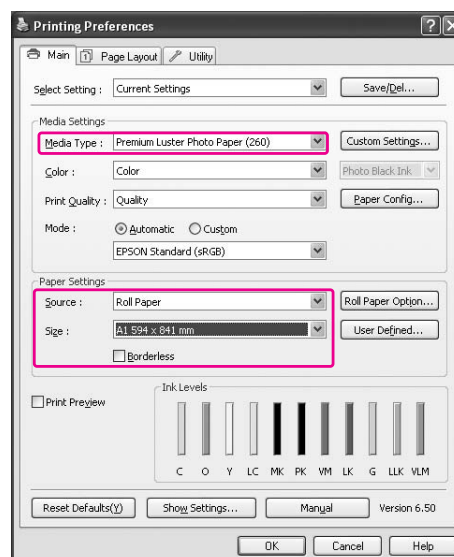 Printing Preferences
Main Page Layout Utility
Select Setting : Current Settings Save/Del...
Media Settings
Media Type : Premium Luster Photo Paper (260) Custom Settings...
Color : Color Photo Black Ink
Print Quality : Quality Paper Config...
Mode : Automatic Custom
EPSON Standard (sRGB)
Paper Settings
Source : Roll Paper Roll Paper Option...
Size : A1 594 x 841 mm User Defined...
Borderless
Print Preview
Ink Levels
C O Y LC MK PK VM LK G LLK VLM
Reset Defaults(Y) Show Settings... Manual Version 6.50
OK Cancel Help